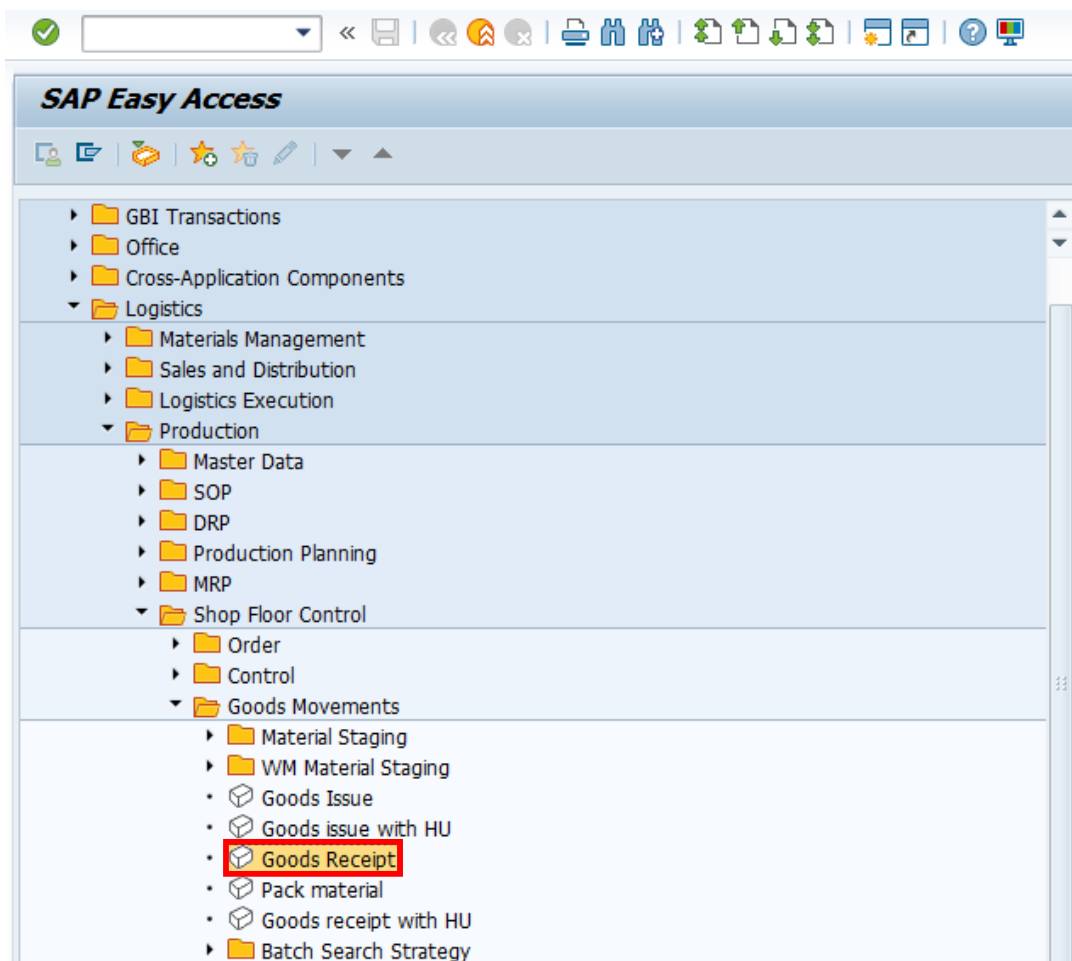 SAP Easy Access
GBI Transactions
Office
Cross-Application Components
Logistics
Materials Management
Sales and Distribution
Logistics Execution
Production
Master Data
SOP
DRP
Production Planning
MRP
Shop Floor Control
Order
Control
Goods Movements
Material Staging
WM Material Staging
Goods Issue
Goods issue with HU
Goods Receipt
Pack material
Goods receipt with HU
Batch Search Strategy